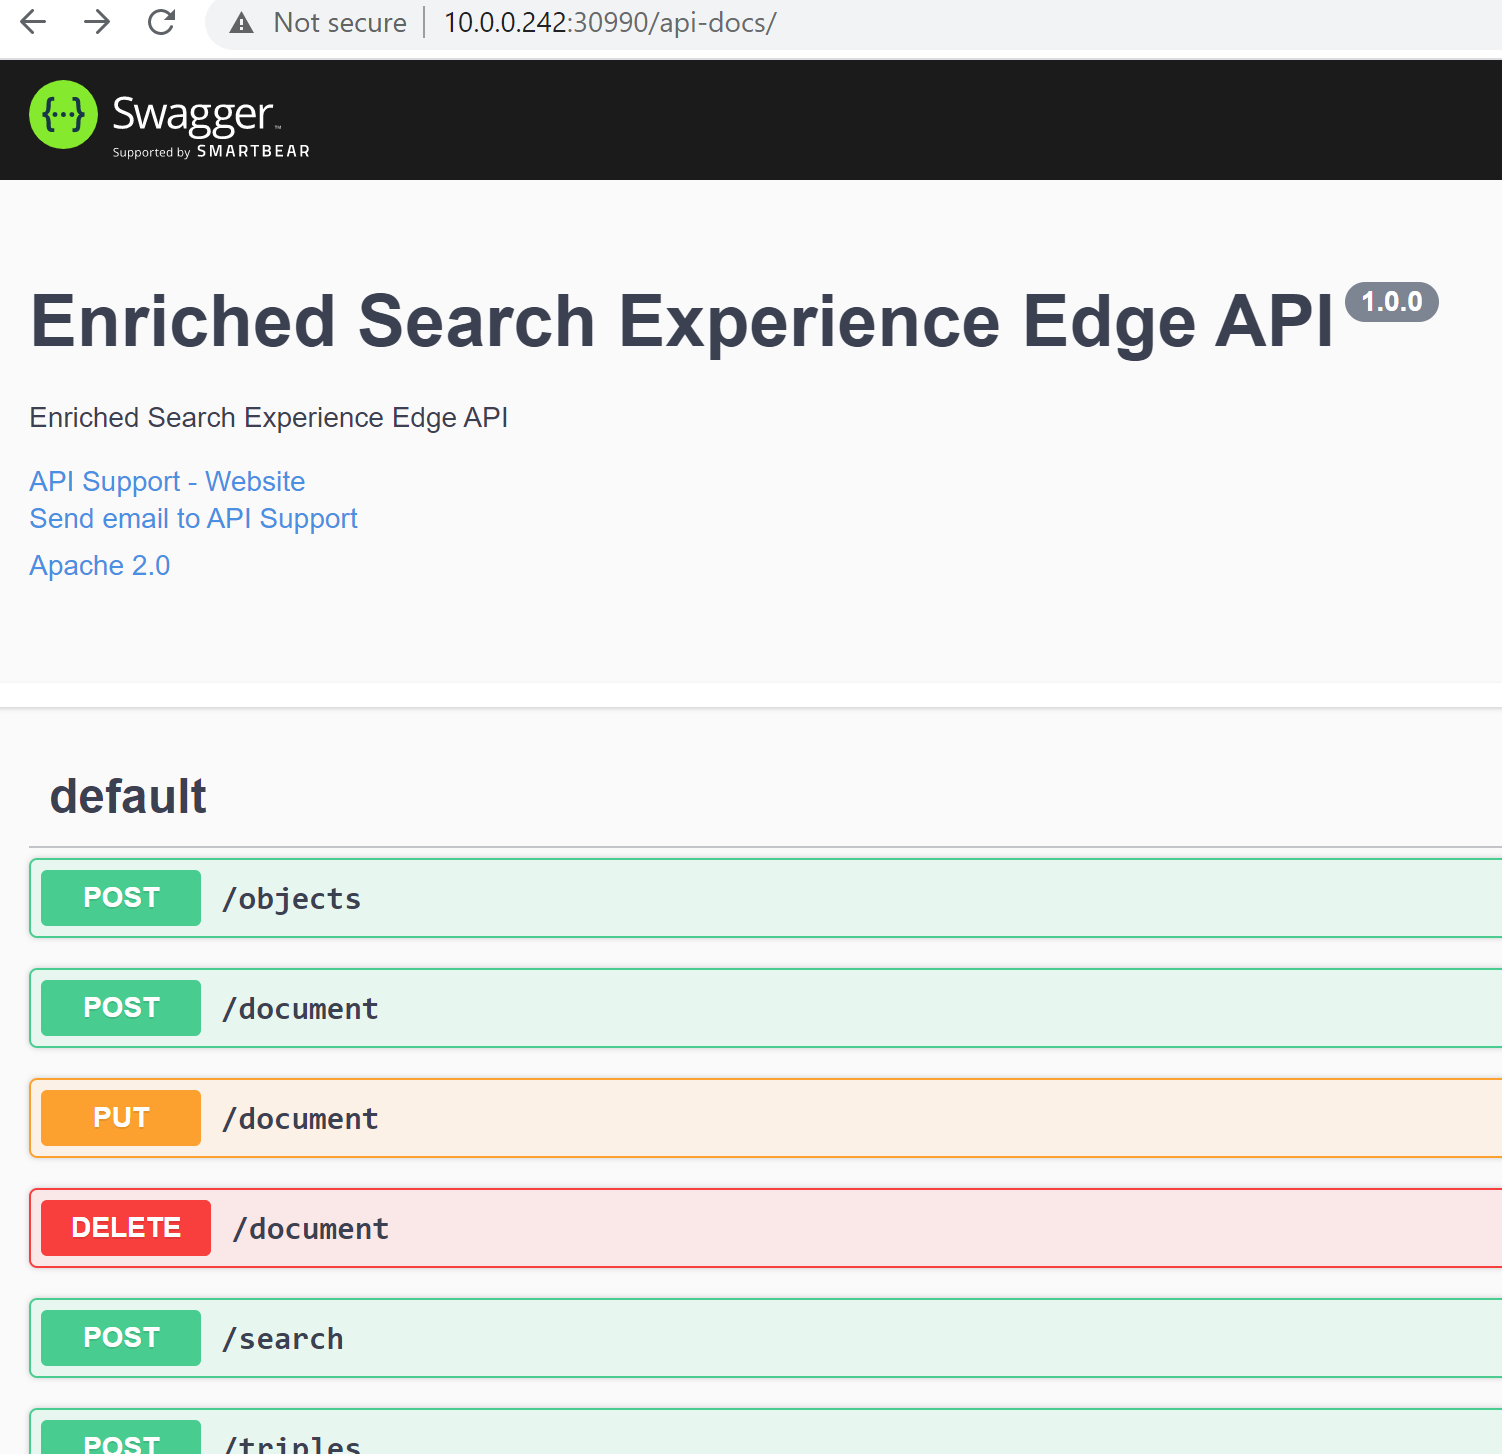 Not secure 10.0.0.242:30990/api-docs/
{···} Swagger™
Supported by SMARTBEAR
Enriched Search Experience Edge API 1.0.0
Enriched Search Experience Edge API
API Support - Website
Send email to API Support
Apache 2.0
default
POST /objects
POST /document
PUT /document
DELETE /document
POST /search
POST /triples